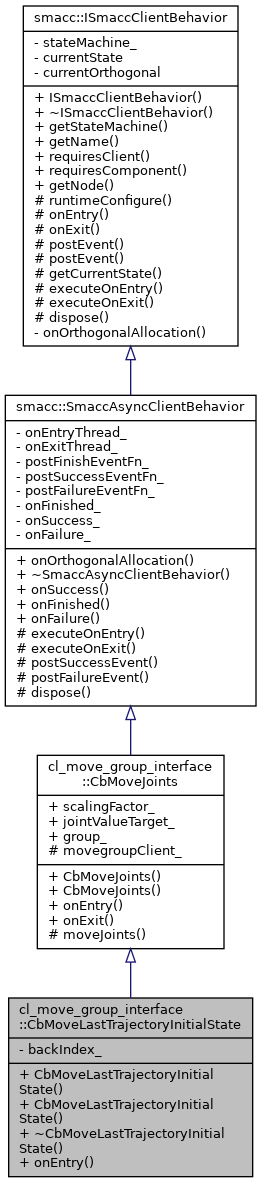 smacc::ISmaccClientBehavior
- stateMachine_
- currentState
- currentOrthogonal
+ ISmaccClientBehavior()
+ ~ISmaccClientBehavior()
+ getStateMachine()
+ getName()
+ requiresClient()
+ requiresComponent()
+ getNode()
# runtimeConfigure()
# onEntry()
# onExit()
# postEvent()
# postEvent()
# getCurrentState()
# executeOnEntry()
# executeOnExit()
# dispose()
- onOrthogonalAllocation()
smacc::SmaccAsyncClientBehavior
- onEntryThread_
- onExitThread_
- postFinishEventFn_
- postSuccessEventFn_
- postFailureEventFn_
- onFinished_
- onSuccess_
- onFailure_
+ onOrthogonalAllocation()
+ ~SmaccAsyncClientBehavior()
+ onSuccess()
+ onFinished()
+ onFailure()
# executeOnEntry()
# executeOnExit()
# postSuccessEvent()
# postFailureEvent()
# dispose()
cl_move_group_interface
::CbMoveJoints
+ scalingFactor_
+ jointValueTarget_
+ group_
# movegroupClient_
+ CbMoveJoints()
+ CbMoveJoints()
+ onEntry()
+ onExit()
# moveJoints()
cl_move_group_interface
::CbMoveLastTrajectoryInitialState
- backIndex_
+ CbMoveLastTrajectoryInitial
State()
+ CbMoveLastTrajectoryInitial
State()
+ ~CbMoveLastTrajectoryInitial
State()
+ onEntry()